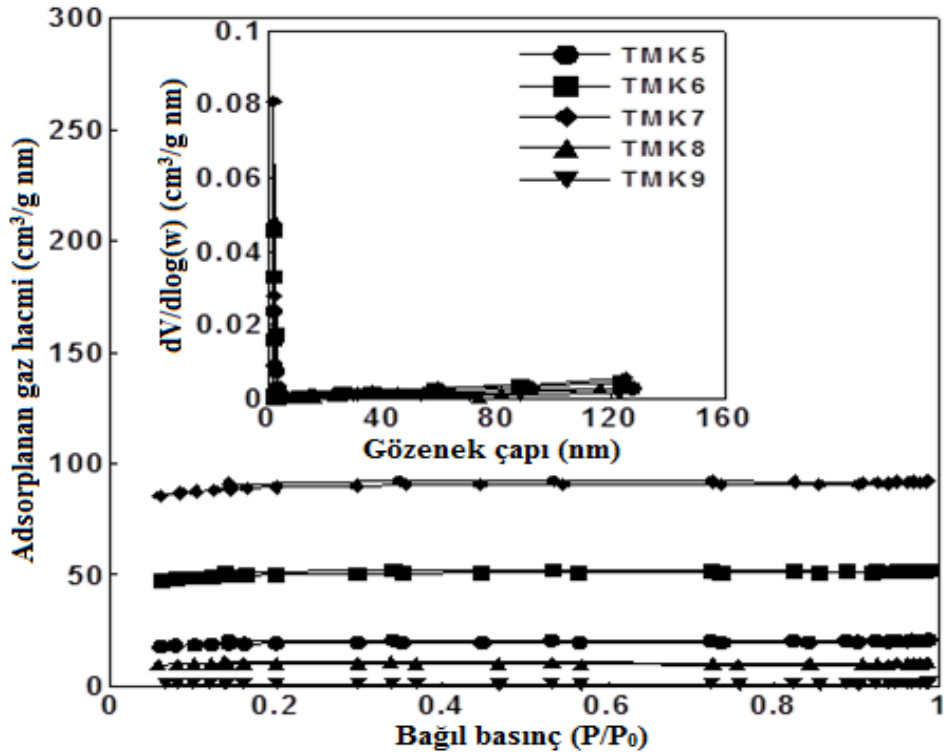 300
250
200
150
100
50
0
Adsorplanan gaz hacmi (cm³/g nm)
0
0.2
0.4
0.6
0.8
1
Bağıl basınç (P/P₀)
0.1
0.08
0.06
0.04
0.02
0
dV/dlog(w) (cm³/g nm)
0
40
80
120
160
Gözenek çapı (nm)
TMK5
TMK6
TMK7
TMK8
TMK9